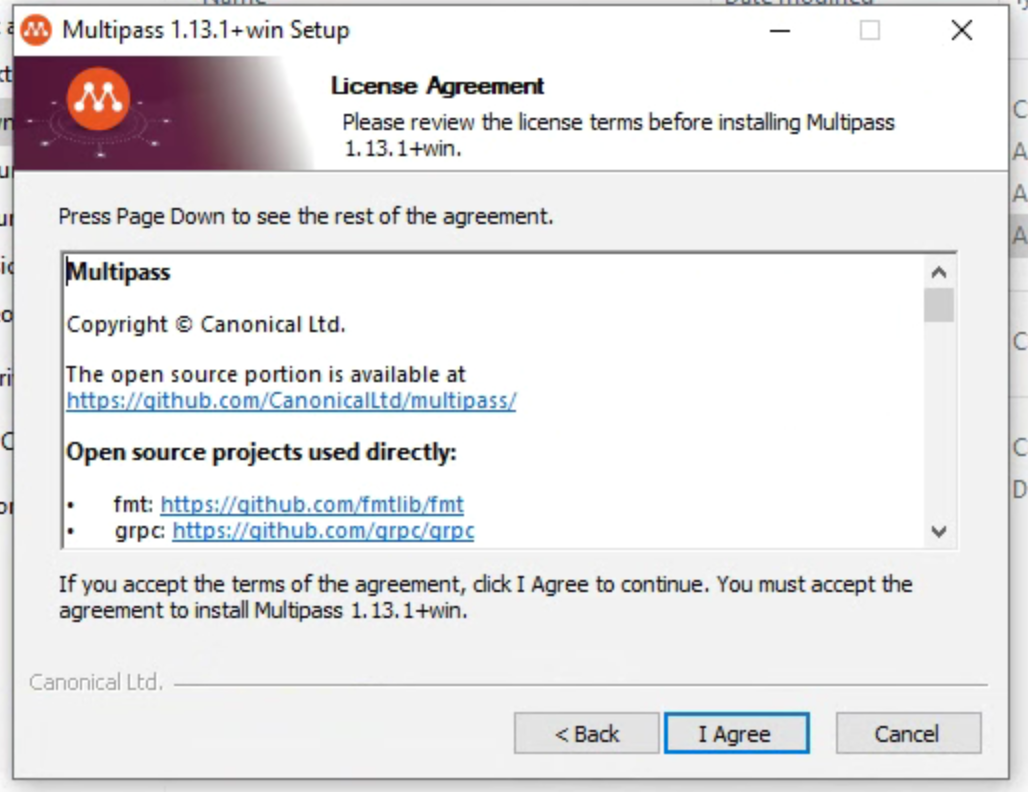 Name Date modified
Multipass 1.13.1+win Setup
License Agreement
Please review the license terms before installing Multipass
1.13.1+win.
Press Page Down to see the rest of the agreement.
Multipass
Copyright © Canonical Ltd.
The open source portion is available at
https://github.com/CanonicalLtd/multipass/
Open source projects used directly:
• fmt: https://github.com/fmtlib/fmt
• grpc: https://github.com/grpc/grpc
If you accept the terms of the agreement, click I Agree to continue. You must accept the
agreement to install Multipass 1.13.1+win.
Canonical Ltd.
< Back I Agree Cancel